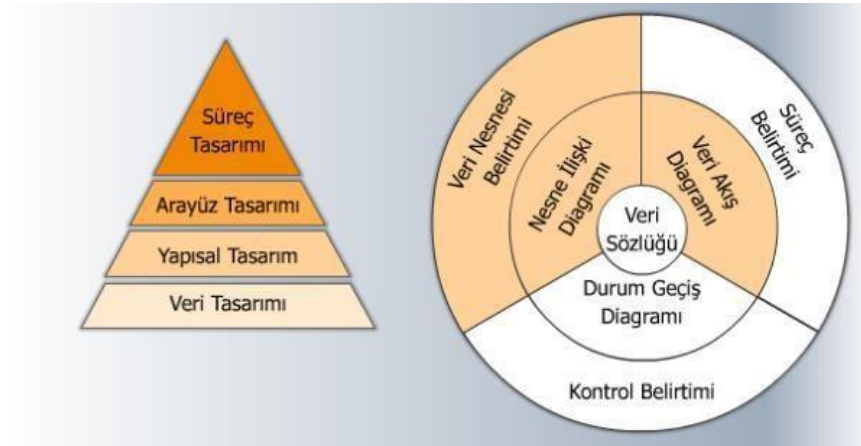 Süreç
Tasarımı
Arayüz Tasarımı
Yapısal Tasarım
Veri Tasarımı
Veri Nesnesi
Belirtimi
Nesne İlişki
Diagramı
Veri Akış
Diagramı
Süreç
Belirtimi
Veri
Sözlüğü
Durum Geçiş
Diagramı
Kontrol Belirtimi